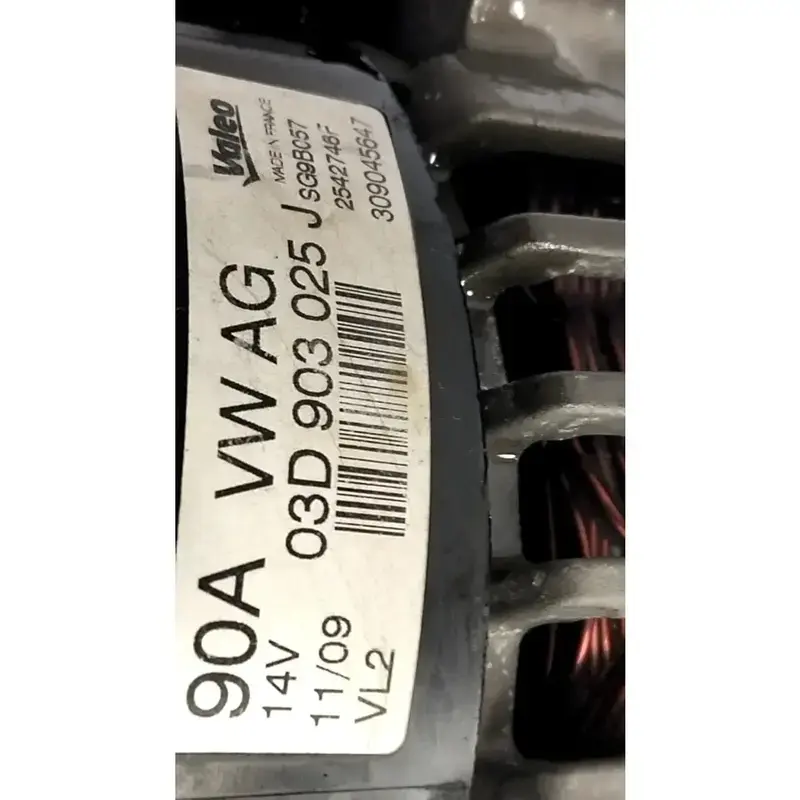 Valeo
MADE IN FRANCE
90A VW AG
SG9B057
14V 03D 903 025 J
2542746F
11/09
309045647
VL2